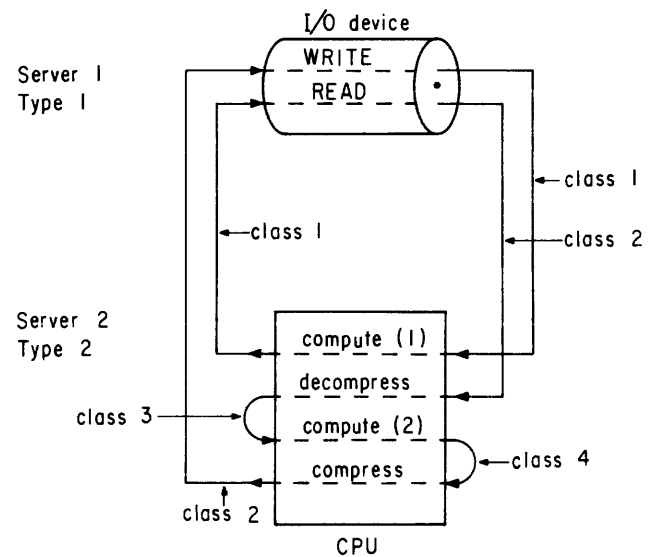 I/O device
Server 1
Type 1
WRITE
READ
class 1
class 2
class 1
Server 2
Type 2
compute (1)
decompress
class 3
compute (2)
class 4
compress
class 2
CPU